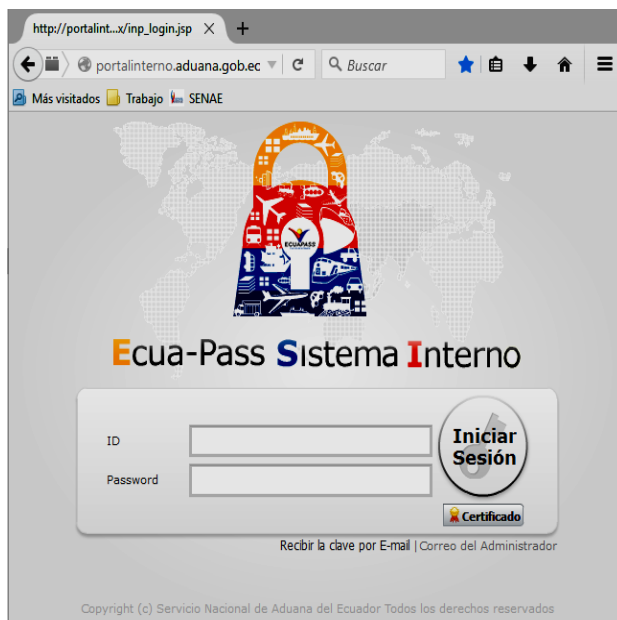 http://portalint...x/inp_login.jsp
portalinterno.aduana.gob.ec
Buscar
Más visitados Trabajo SENAE
ECUAPASS
Ecua-Pass Sistema Interno
ID
Iniciar
Sesión
Password
Certificado
Recibir la clave por E-mail | Correo del Administrador
Copyright (c) Servicio Nacional de Aduana del Ecuador Todos los derechos reservados